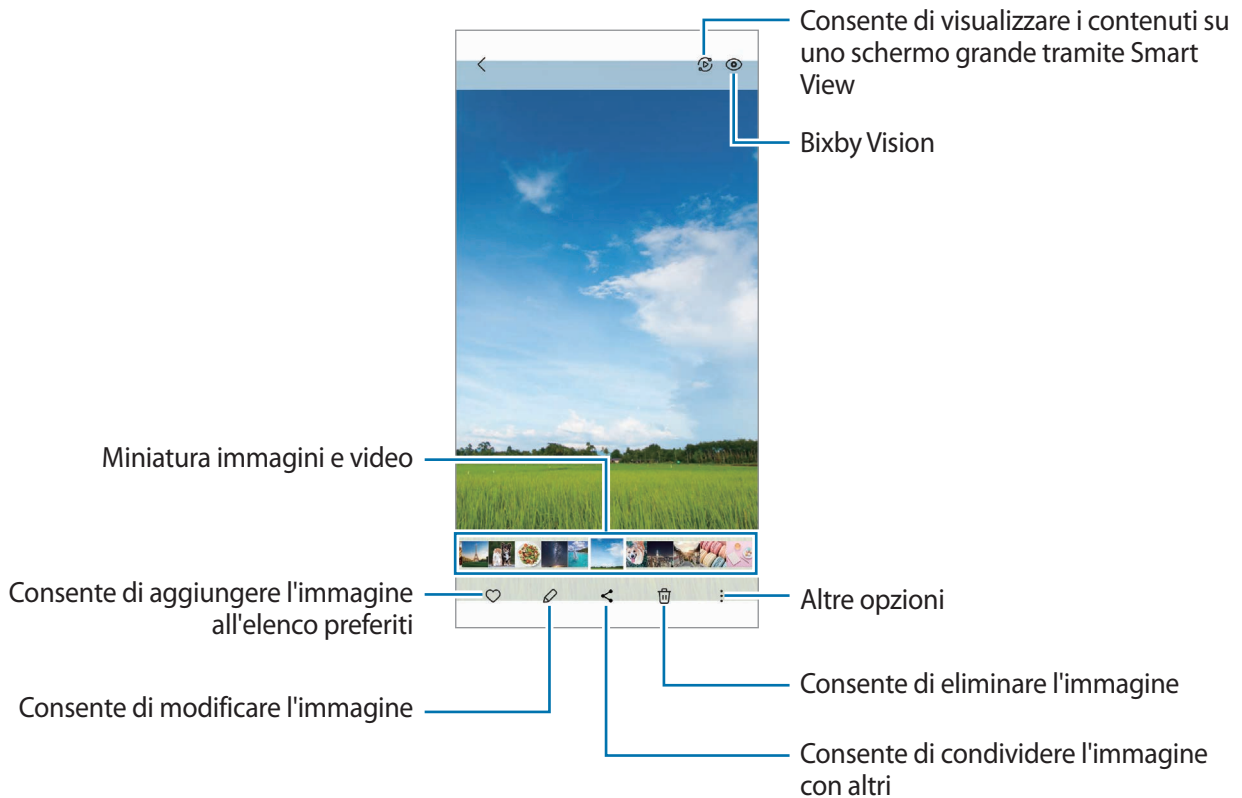 Consente di visualizzare i contenuti su
uno schermo grande tramite Smart
View
Bixby Vision
Miniatura immagini e video
Consente di aggiungere l'immagine
all'elenco preferiti
Altre opzioni
Consente di eliminare l'immagine
Consente di modificare l'immagine
Consente di condividere l'immagine
con altri